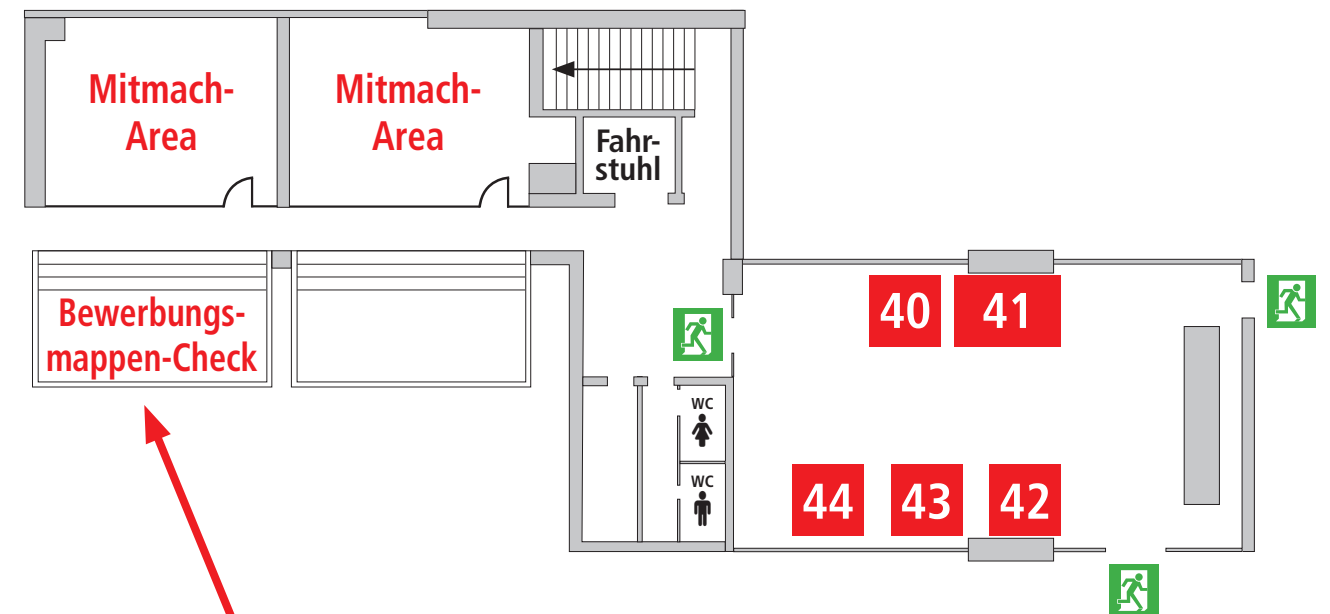 Mitmach-
Area
Mitmach-
Area
Fahr-
stuhl
Bewerbungs-
mappen-Check
40
41
WC
WC
44
43
42